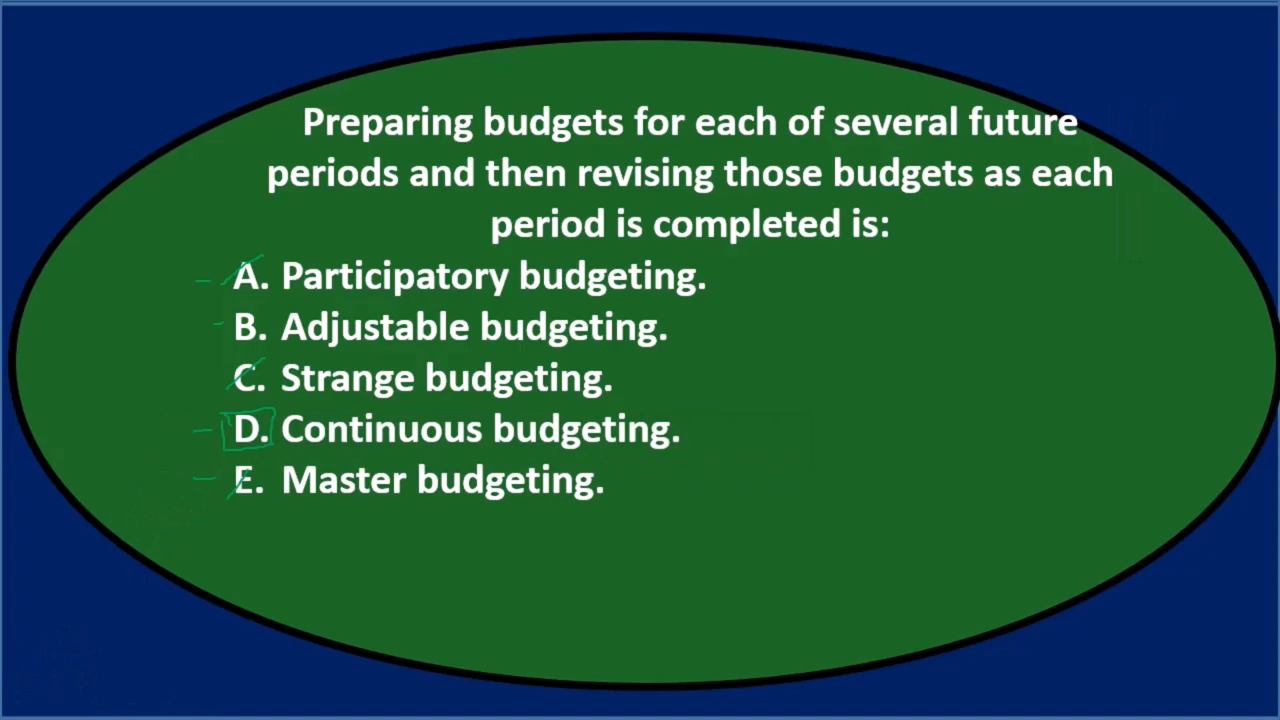 Preparing budgets for each of several future
periods and then revising those budgets as each
period is completed is:
A. Participatory budgeting.
B. Adjustable budgeting.
C. Strange budgeting.
D. Continuous budgeting.
E. Master budgeting.